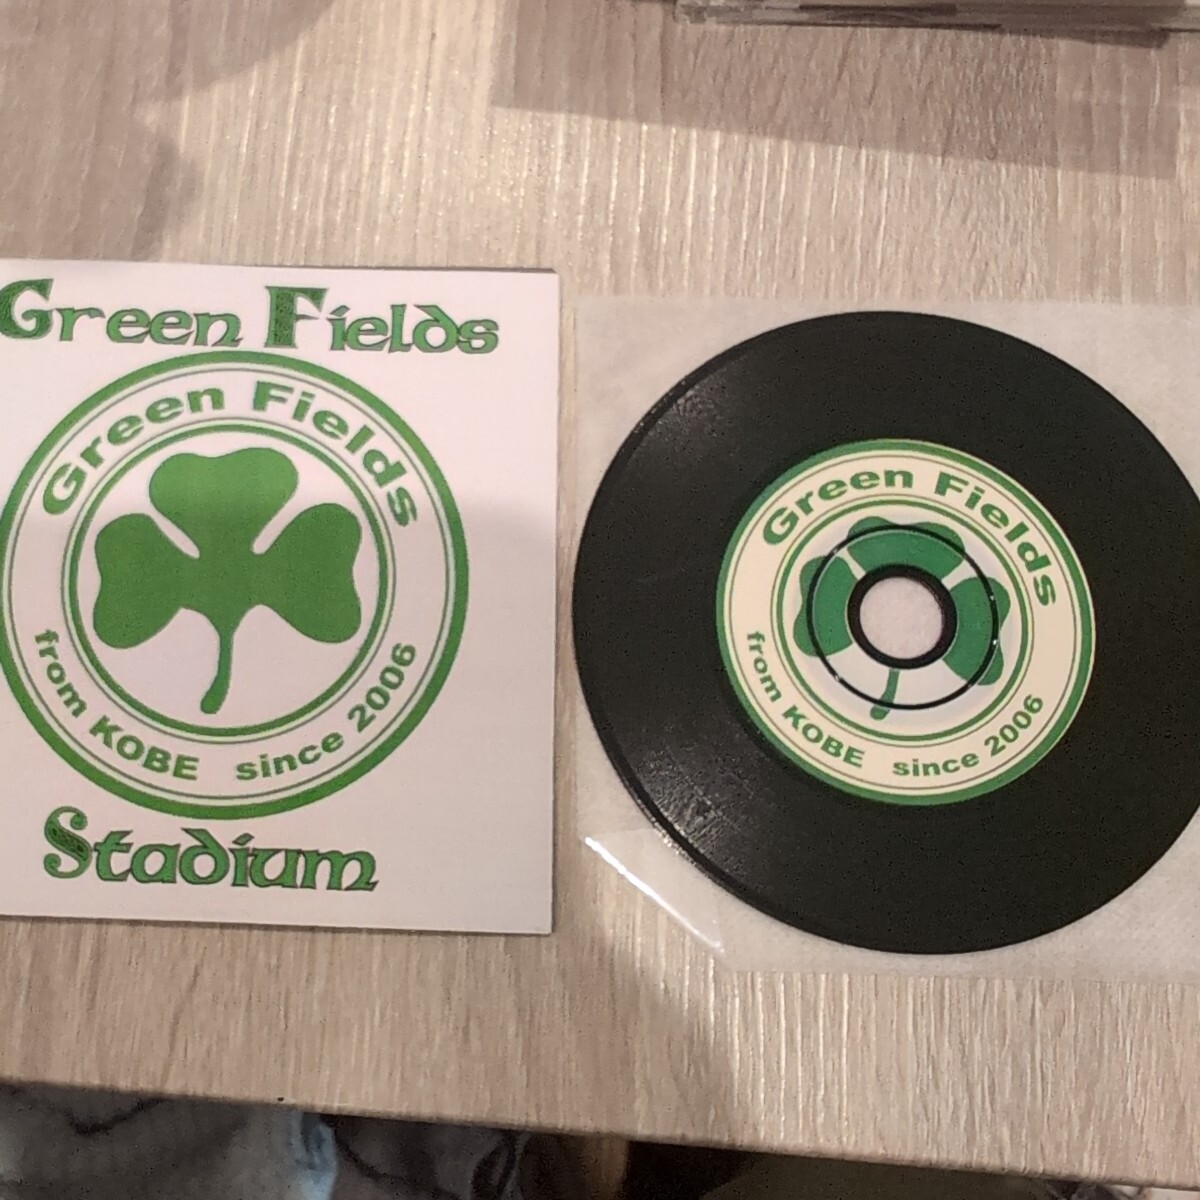 Green Fields
Green Fields
from KOBE since 2006
Stadium
Green Fields
from KOBE since 2006